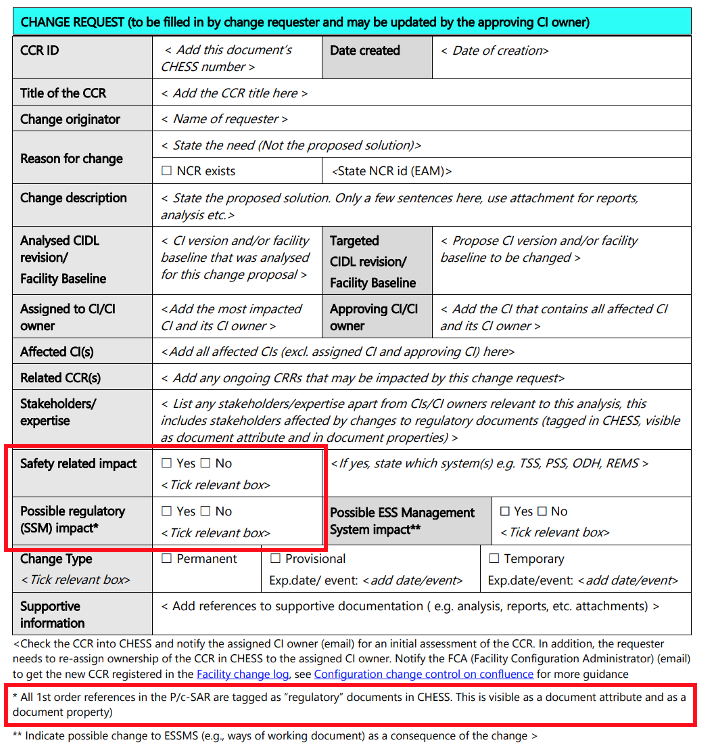 CHANGE REQUEST (to be filled in by change requester and may be updated by the approving CI owner)
CCR ID
< Add this document's
CHESS number >
Date created
< Date of creation>
Title of the CCR
< Add the CCR title here >
Change originator
< Name of requester >
Reason for change
< State the need (Not the proposed solution)>
☐ NCR exists
<State NCR id (EAM)>
Change description
< State the proposed solution. Only a few sentences here, use attachment for reports,
analysis etc.>
Analysed CIDL
revision/
Facility Baseline
< CI version and/or facility
baseline that was analysed
for this change proposal >
Targeted
CIDL revision/
Facility Baseline
< Propose CI version and/or facility
baseline to be changed >
Assigned to CI/CI
owner
<Add the most impacted
CI and its CI owner >
Approving CI/CI
owner
< Add the CI that contains all affected CI
and its CI owner >
Affected CI(s)
<Add all affected CIs (excl. assigned CI and approving CI) here>
Related CCR(s)
< Add any ongoing CRRs that may be impacted by this change request>
Stakeholders/
expertise
< List any stakeholders/expertise apart from CIs/CI owners relevant to this analysis, this
includes stakeholders affected by changes to regulatory documents (tagged in CHESS, visible
as document attribute and in document properties) >
Safety related impact
☐ Yes ☐ No
<Tick relevant box>
<If yes, state which system(s) e.g. TSS, PSS, ODH, REMS >
Possible regulatory
(SSM) impact*
☐ Yes ☐ No
<Tick relevant box>
Possible ESS Management
System impact**
☐ Yes ☐ No
<Tick relevant box>
Change Type
<Tick relevant box>
☐ Permanent
☐ Provisional
Exp.date/ event: <add date/event>
☐ Temporary
Exp.date/event: <add date/event>
Supportive
information
< Add references to supportive documentation ( e.g. analysis, reports, etc. attachments) >
<Check the CCR into CHESS and notify the assigned CI owner (email) for an initial assessment of the CCR. In addition, the requester
needs to re-assign ownership of the CCR in CHESS to the assigned CI owner. Notify the FCA (Facility Configuration Administrator) (email)
to get the new CCR registered in the Facility change log, see Configuration change control on confluence for more guidance
* All 1st order references in the P/c-SAR are tagged as "regulatory" documents in CHESS. This is visible as a document attribute and as a
document property)
** Indicate possible change to ESSMS (e.g., ways of working document) as a consequence of the change >